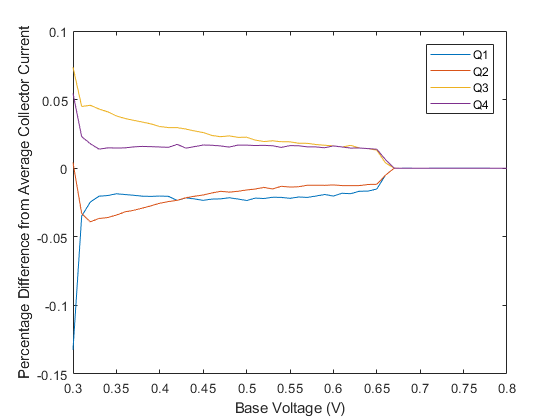 0.1
0.05
0
-0.05
-0.1
-0.15
Percentage Difference from Average Collector Current
Q1
Q2
Q3
Q4
0.3 0.35 0.4 0.45 0.5 0.55 0.6 0.65 0.7 0.75 0.8
Base Voltage (V)